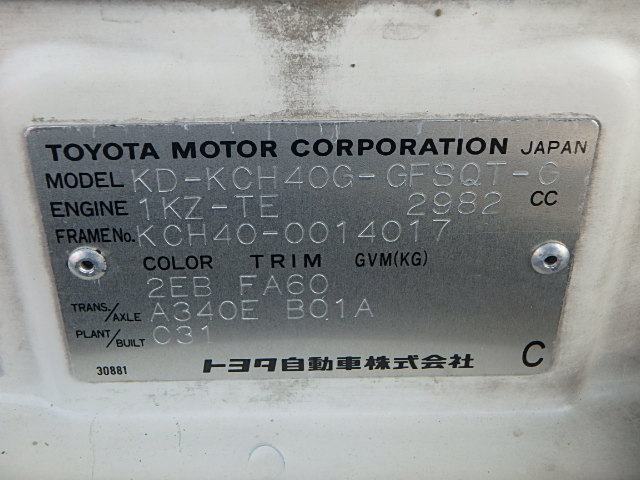 TOYOTA MOTOR CORPORATION JAPAN
MODEL KD-KCH40G-GFSQT-G
ENGINE 1KZ-TE 2982 CC
FRAME No. KCH40-0014017
COLOR TRIM GVM(KG)
2EB FA60
TRANS./AXLE A340E B01A
PLANT/BUILT C31
30881 トヨタ自動車株式会社 C